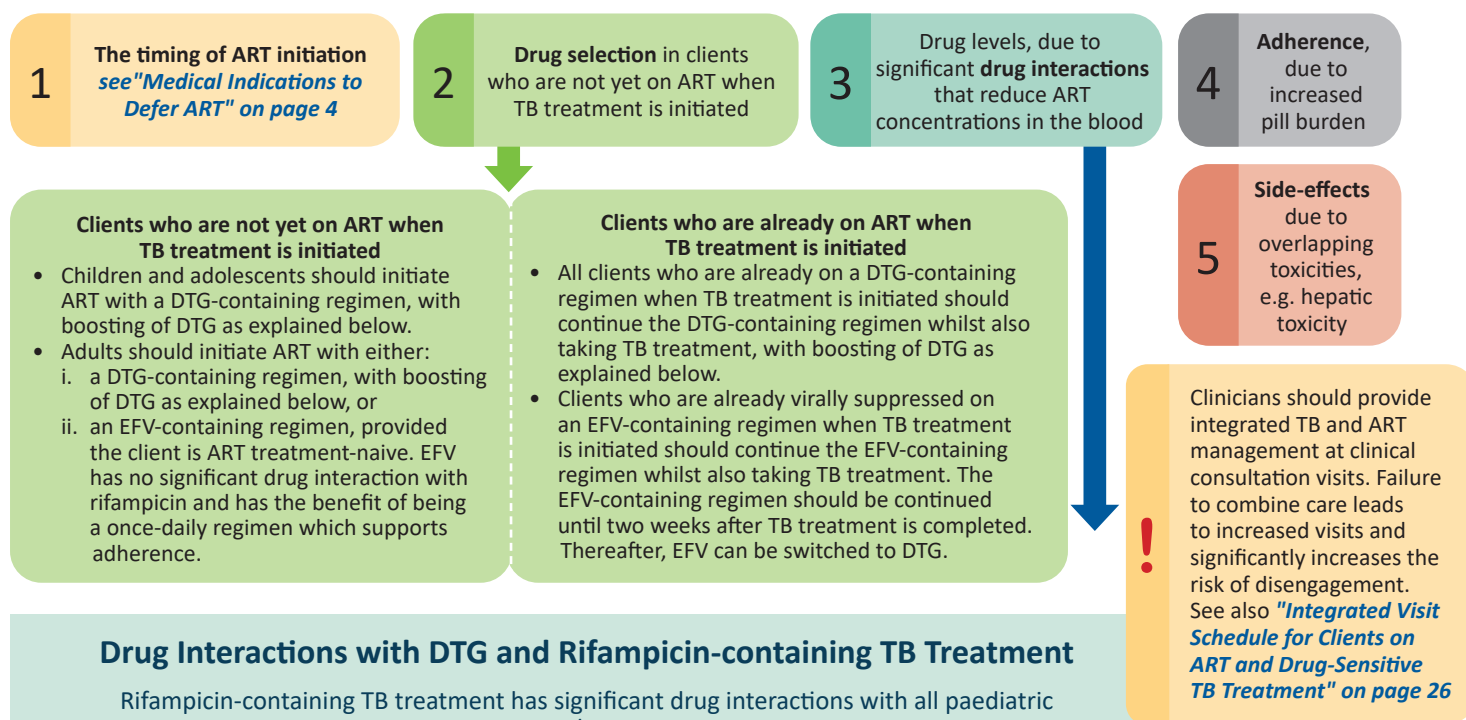 1
The timing of ART initiation
see"Medical Indications to
Defer ART" on page 4
2
Drug selection in clients
who are not yet on ART when
TB treatment is initiated
3
Drug levels, due to
significant drug interactions
that reduce ART
concentrations in the blood
4
Adherence,
due to
increased
pill burden
5
Side-effects
due to
overlapping
toxicities,
e.g. hepatic
toxicity
Clients who are not yet on ART when
TB treatment is initiated
• Children and adolescents should initiate
ART with a DTG-containing regimen, with
boosting of DTG as explained below.
• Adults should initiate ART with either:
i. a DTG-containing regimen, with boosting
of DTG as explained below, or
ii. an EFV-containing regimen, provided
the client is ART treatment-naive. EFV
has no significant drug interaction with
rifampicin and has the benefit of being
a once-daily regimen which supports
adherence.
Clients who are already on ART when
TB treatment is initiated
• All clients who are already on a DTG-containing
regimen when TB treatment is initiated should
continue the DTG-containing regimen whilst also
taking TB treatment, with boosting of DTG as
explained below.
• Clients who are already virally suppressed on
an EFV-containing regimen when TB treatment
is initiated should continue the EFV-containing
regimen whilst also taking TB treatment. The
EFV-containing regimen should be continued
until two weeks after TB treatment is completed.
Thereafter, EFV can be switched to DTG.
!
Clinicians should provide
integrated TB and ART
management at clinical
consultation visits. Failure
to combine care leads
to increased visits and
significantly increases the
risk of disengagement.
See also "Integrated Visit
Schedule for Clients on
ART and Drug-Sensitive
TB Treatment" on page 26
Drug Interactions with DTG and Rifampicin-containing TB Treatment
Rifampicin-containing TB treatment has significant drug interactions with all paediatric